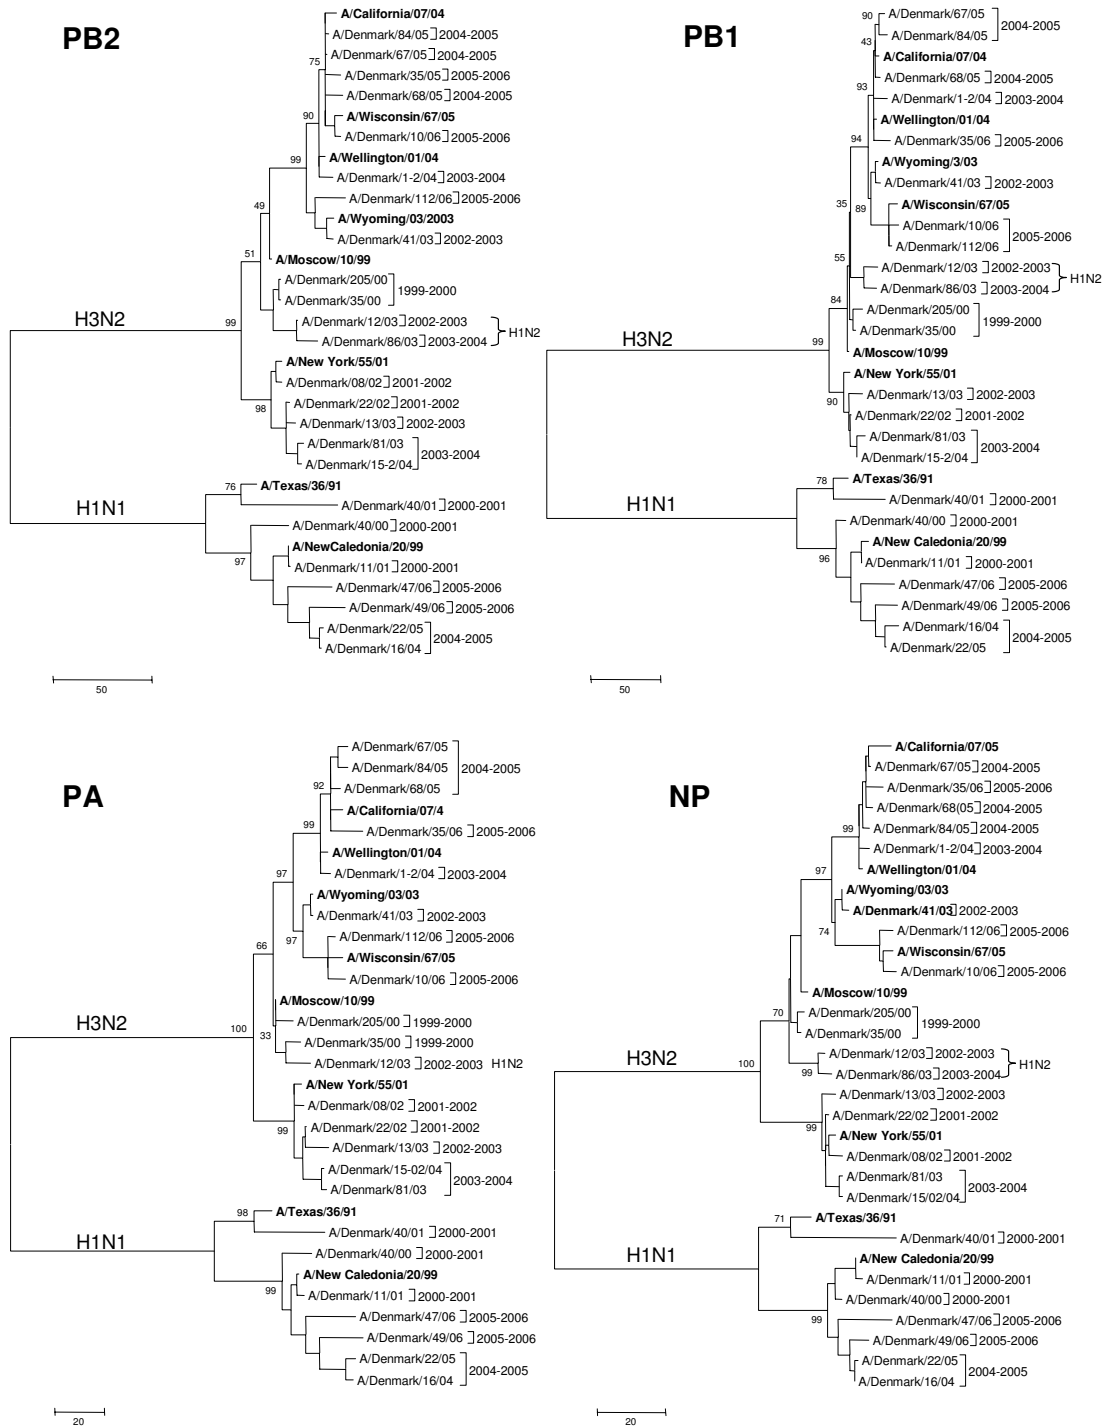 PB2
A/California/07/04
A/Denmark/84/05 2004-2005
A/Denmark/67/05 2004-2005
75
A/Denmark/35/05 2005-2006
A/Denmark/68/05 2004-2005
90
A/Wisconsin/67/05
A/Denmark/10/06 2005-2006
99
A/Wellington/01/04
A/Denmark/1-2/04 2003-2004
A/Denmark/112/06 2005-2006
49
A/Wyoming/03/2003
A/Denmark/41/03 2002-2003
51
A/Moscow/10/99
A/Denmark/205/00
A/Denmark/35/00
1999-2000
H3N2
99
A/Denmark/12/03 2002-2003
A/Denmark/86/03 2003-2004
H1N2
A/New York/55/01
A/Denmark/08/02 2001-2002
98
A/Denmark/22/02 2001-2002
A/Denmark/13/03 2002-2003
A/Denmark/81/03
A/Denmark/15-2/04
2003-2004
76
A/Texas/36/91
A/Denmark/40/01 2000-2001
H1N1
A/Denmark/40/00 2000-2001
97
A/NewCaledonia/20/99
A/Denmark/11/01 2000-2001
A/Denmark/47/06 2005-2006
A/Denmark/49/06 2005-2006
A/Denmark/22/05
A/Denmark/16/04
2004-2005
50
PB1
90
A/Denmark/67/05
A/Denmark/84/05
2004-2005
43
A/California/07/04
A/Denmark/68/05 2004-2005
93
A/Denmark/1-2/04 2003-2004
A/Wellington/01/04
94
A/Denmark/35/06 2005-2006
A/Wyoming/3/03
A/Denmark/41/03 2002-2003
35
89
A/Wisconsin/67/05
A/Denmark/10/06
A/Denmark/112/06
2005-2006
55
A/Denmark/12/03 2002-2003
A/Denmark/86/03 2003-2004
H1N2
84
A/Denmark/205/00
A/Denmark/35/00
1999-2000
H3N2
99
A/Moscow/10/99
A/New York/55/01
90
A/Denmark/13/03 2002-2003
A/Denmark/22/02 2001-2002
A/Denmark/81/03
A/Denmark/15-2/04
2003-2004
78
A/Texas/36/91
A/Denmark/40/01 2000-2001
H1N1
A/Denmark/40/00 2000-2001
96
A/New Caledonia/20/99
A/Denmark/11/01 2000-2001
A/Denmark/47/06 2005-2006
A/Denmark/49/06 2005-2006
A/Denmark/16/04
A/Denmark/22/05
2004-2005
50
PA
A/Denmark/67/05
A/Denmark/84/05
A/Denmark/68/05
2004-2005
92
A/California/07/4
99
A/Denmark/35/06 2005-2006
A/Wellington/01/04
97
A/Denmark/1-2/04 2003-2004
A/Wyoming/03/03
A/Denmark/41/03 2002-2003
97
A/Denmark/112/06 2005-2006
66
A/Wisconsin/67/05
A/Denmark/10/06 2005-2006
A/Moscow/10/99
A/Denmark/205/00 1999-2000
H3N2
100
33
A/Denmark/35/00 1999-2000
A/Denmark/12/03 2002-2003 H1N2
A/New York/55/01
A/Denmark/08/02 2001-2002
99
A/Denmark/22/02 2001-2002
A/Denmark/13/03 2002-2003
A/Denmark/15-02/04
A/Denmark/81/03
2003-2004
98
A/Texas/36/91
A/Denmark/40/01 2000-2001
H1N1
A/Denmark/40/00 2000-2001
99
A/New Caledonia/20/99
A/Denmark/11/01 2000-2001
A/Denmark/47/06 2005-2006
A/Denmark/49/06 2005-2006
A/Denmark/22/05
A/Denmark/16/04
2004-2005
20
NP
A/California/07/05
A/Denmark/67/05 2004-2005
A/Denmark/35/06 2005-2006
A/Denmark/68(05 2004-2005
99
A/Denmark/84/05 2004-2005
A/Denmark/1-2/04 2003-2004
97
A/Wellington/01/04
A/Wyoming/03/03
A/Denmark/41/03 2002-2003
74
A/Denmark/112/06 2005-2006
A/Wisconsin/67/05
A/Denmark/10/06 2005-2006
A/Moscow/10/99
70
A/Denmark/205/00
A/Denmark/35/00
1999-2000
H3N2
100
99
A/Denmark/12/03 2002-2003
A/Denmark/86/03 2003-2004
H1N2
A/Denmark/13/03 2002-2003
99
A/Denmark/22/02 2001-2002
A/New York/55/01
A/Denmark/08/02 2001-2002
A/Denmark/81/03
A/Denmark/15/02/04
2003-2004
71
A/Texas/36/91
A/Denmark/40/01 2000-2001
H1N1
A/New Caledonia/20/99
A/Denmark/11/01 2000-2001
99
A/Denmark/40/00 2000-2001
A/Denmark/47/06 2005-2006
A/Denmark/49/06 2005-2006
A/Denmark/22/05
A/Denmark/16/04
2004-2005
20